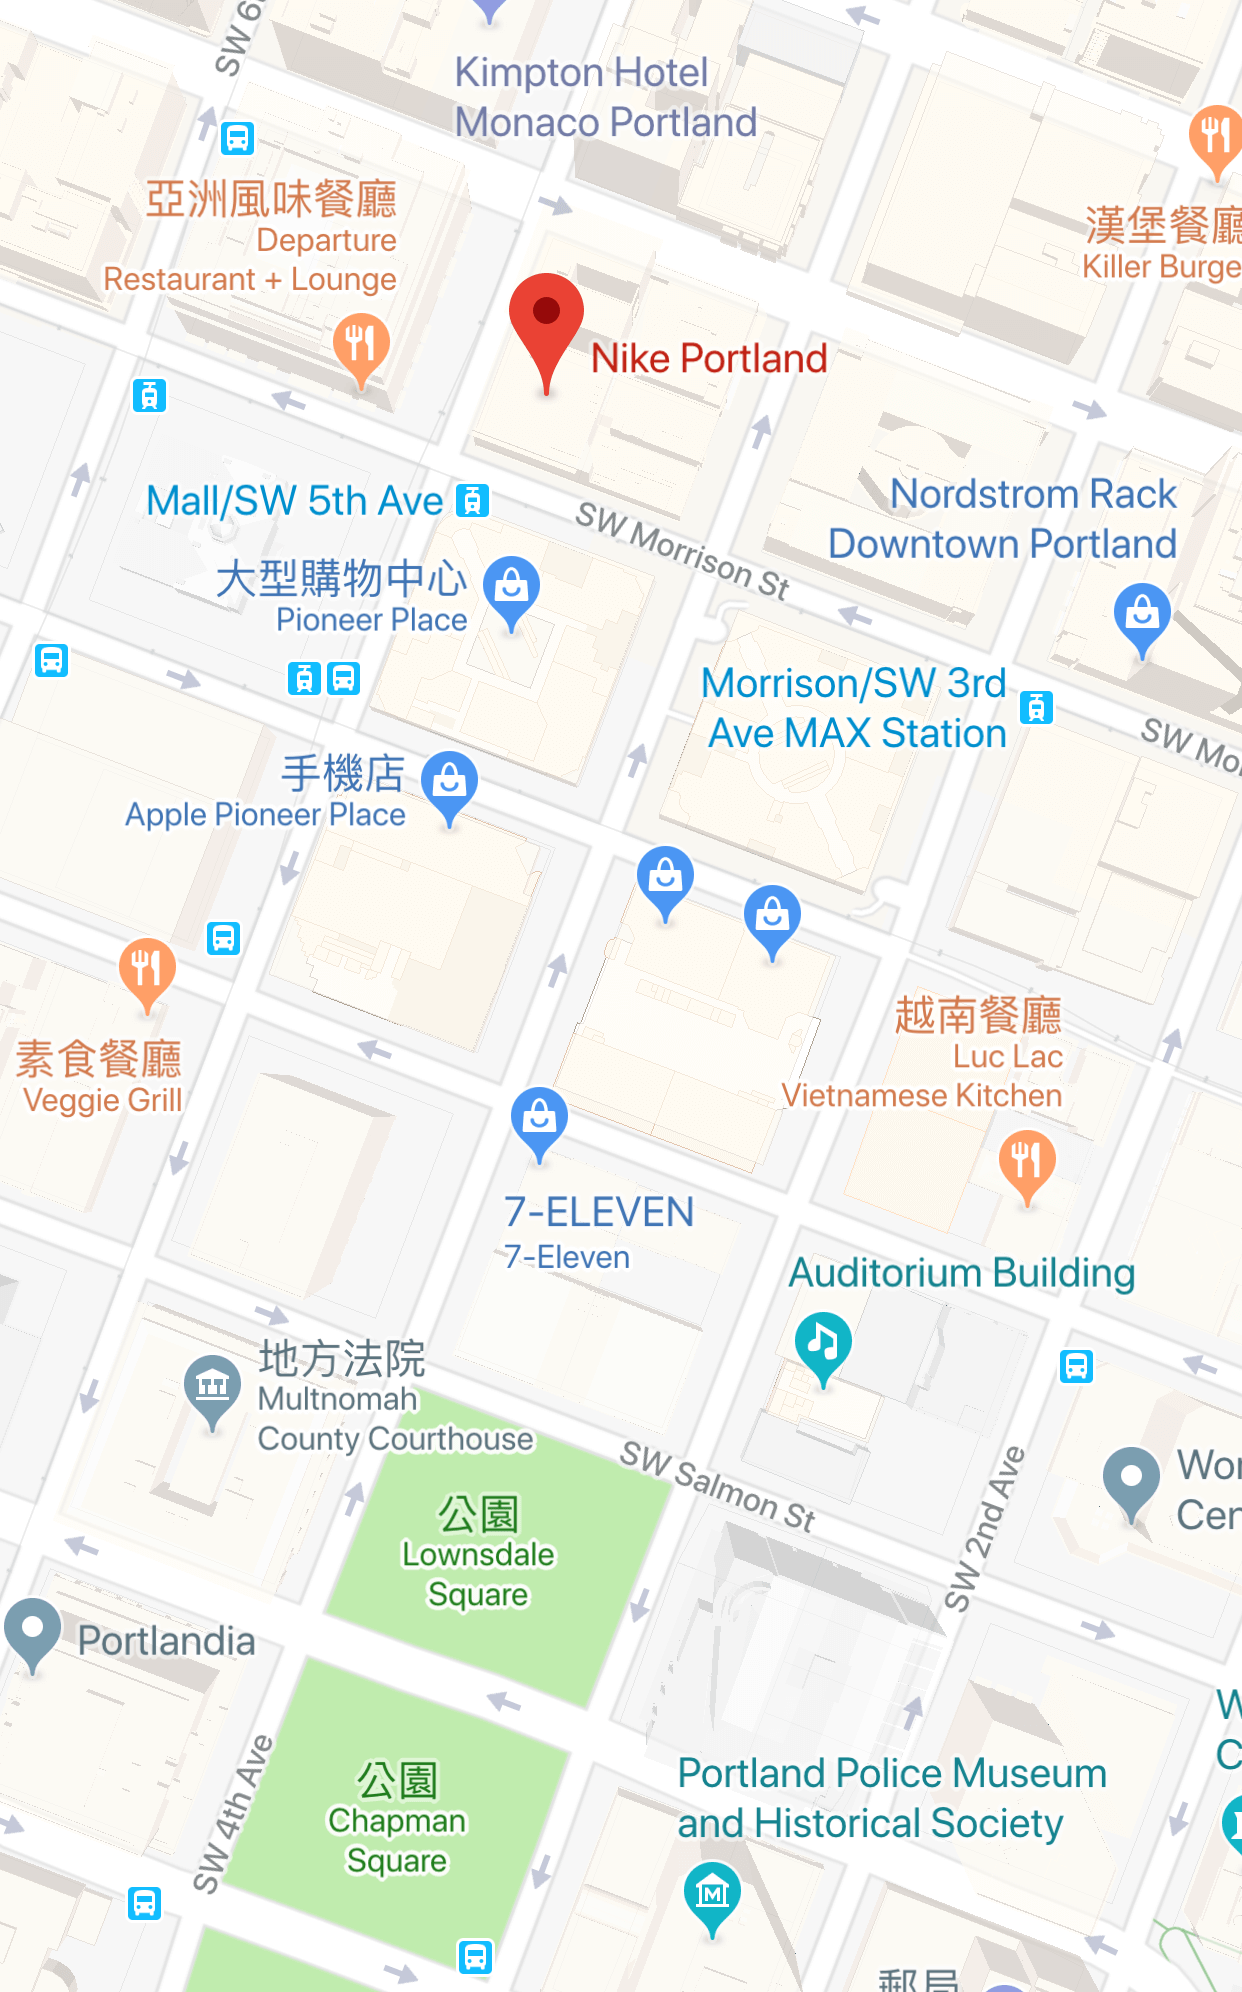 SW 6
Kimpton Hotel
Monaco Portland
亞洲風味餐廳
Departure
Restaurant + Lounge
漢堡餐廳
Killer Burge
Nike Portland
Mall/SW 5th Ave
SW Morrison St
Nordstrom Rack
Downtown Portland
大型購物中心
Pioneer Place
Morrison/SW 3rd
Ave MAX Station
SW Mor
手機店
Apple Pioneer Place
越南餐廳
Luc Lac
Vietnamese Kitchen
素食餐廳
Veggie Grill
7-ELEVEN
7-Eleven
Auditorium Building
地方法院
Multnomah
County Courthouse
SW Salmon St
SW 2nd Ave
Wor
Cen
公園
Lownsdale
Square
Portlandia
W
C
SW 4th Ave
公園
Chapman
Square
Portland Police Museum
and Historical Society
M
郵局